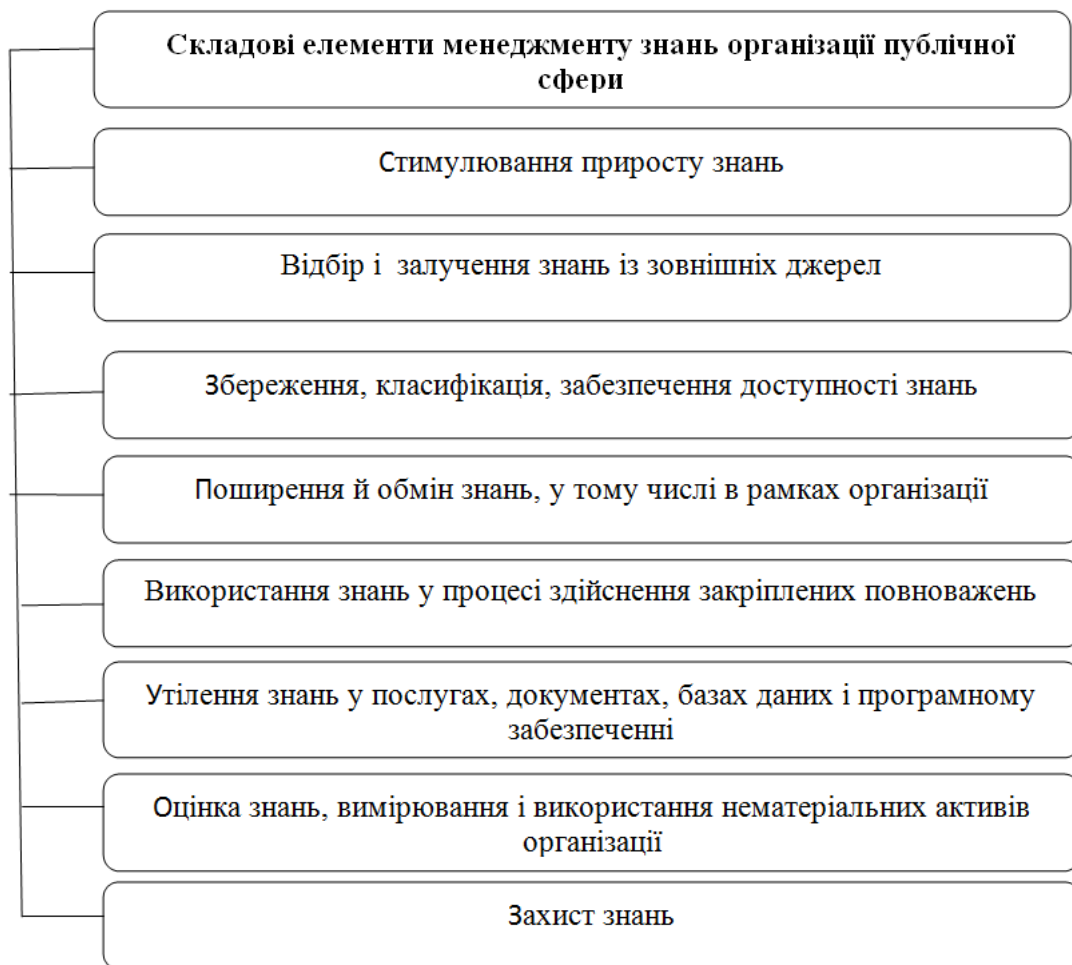 Складові елементи менеджменту знань організації публічної
сфери
Стимулювання приросту знань
Відбір і залучення знань із зовнішніх джерел
Збереження, класифікація, забезпечення доступності знань
Поширення й обмін знань, у тому числі в рамках організації
Використання знань у процесі здійснення закріплених повноважень
Утілення знань у послугах, документах, базах даних і програмному
забезпеченні
Оцінка знань, вимірювання і використання нематеріальних активів
організації
Захист знань